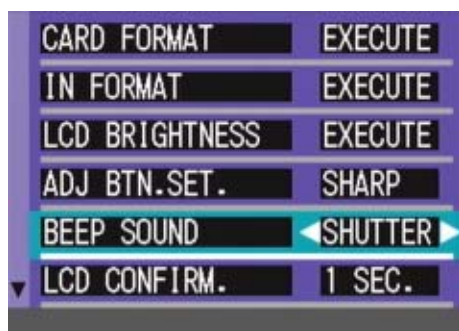 CARD FORMAT EXECUTE
IN FORMAT EXECUTE
LCD BRIGHTNESS EXECUTE
ADJ BTN.SET. SHARP
BEEP SOUND SHUTTER
LCD CONFIRM. 1 SEC.